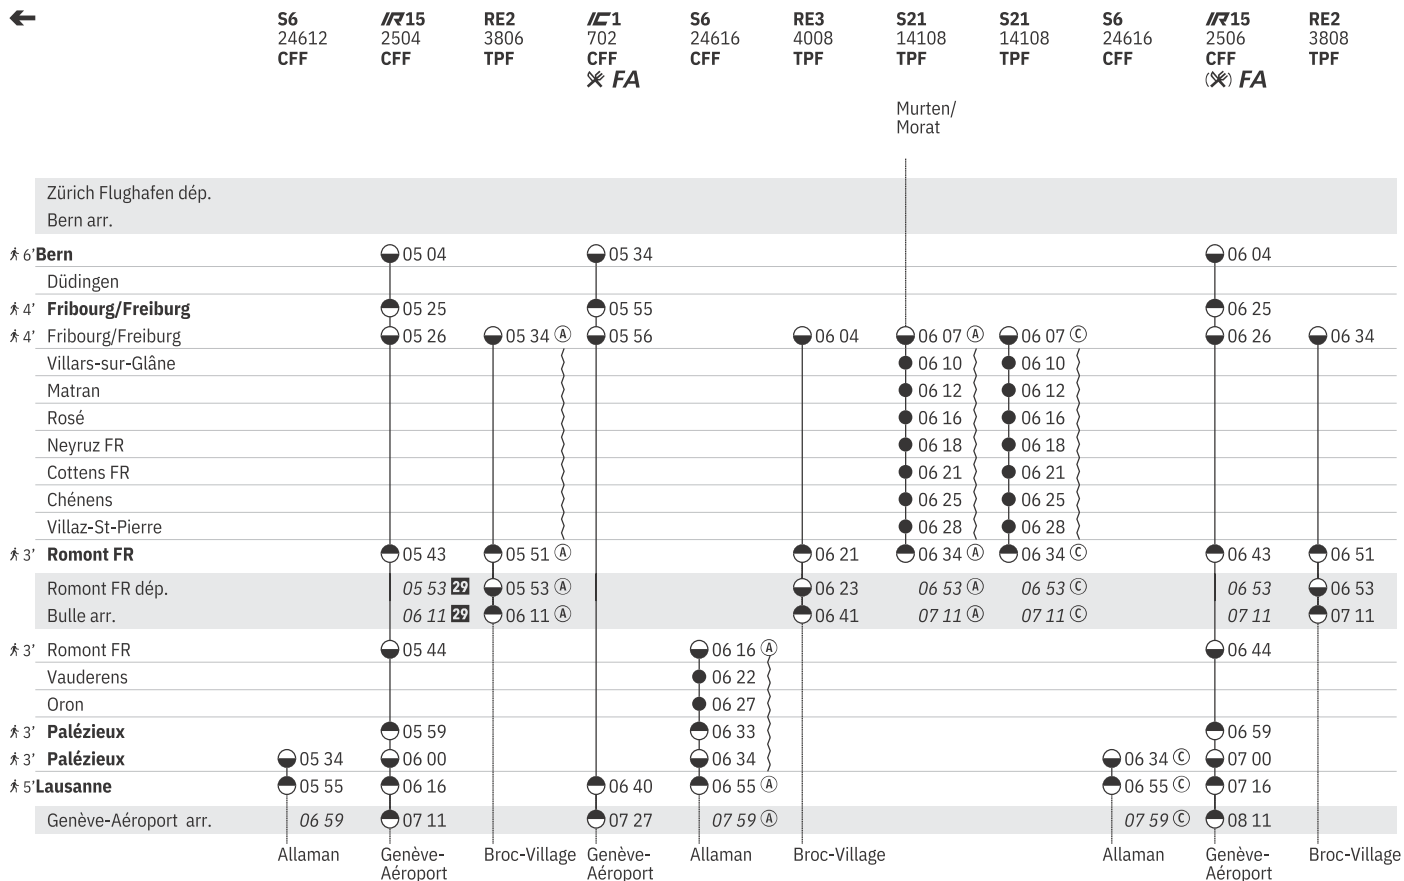 S6 IR15 RE2 IC1 S6 RE3 S21 S21 S6 IR15 RE2
24612 2504 3806 702 24616 4008 14108 14108 24616 2506 3808
CFF CFF TPF CFF CFF TPF TPF TPF CFF CFF TPF
FA FA
Murten/
Morat
Zürich Flughafen dép.
Bern arr.
6' Bern 05 04 05 34 06 04
Düdingen
4' Fribourg/Freiburg 05 25 05 55 06 25
4' Fribourg/Freiburg 05 26 05 34 Ⓐ 05 56 06 04 06 07 Ⓐ 06 07 Ⓒ 06 26 06 34
Villars-sur-Glâne 06 10 06 10
Matran 06 12 06 12
Rosé 06 16 06 16
Neyruz FR 06 18 06 18
Cottens FR 06 21 06 21
Chénens 06 25 06 25
Villaz-St-Pierre 06 28 06 28
3' Romont FR 05 43 05 51 Ⓐ 06 21 06 34 Ⓐ 06 34 Ⓒ 06 43 06 51
Romont FR dép. 05 53 29 05 53 Ⓐ 06 23 06 53 Ⓐ 06 53 Ⓒ 06 53 06 53
Bulle arr. 06 11 29 06 11 Ⓐ 06 41 07 11 Ⓐ 07 11 Ⓒ 07 11 07 11
3' Romont FR 05 44 06 16 Ⓐ 06 44
Vauderens 06 22
Oron 06 27
3' Palézieux 05 59 06 33 06 59
3' Palézieux 05 34 06 00 06 34 06 34 Ⓒ 07 00
5' Lausanne 05 55 06 16 06 40 06 55 Ⓐ 06 55 Ⓒ 07 16
Genève-Aéroport arr. 06 59 07 11 07 27 07 59 Ⓐ 07 59 Ⓒ 08 11
Allaman Genève- Broc-Village Genève- Allaman Broc-Village Allaman Genève- Broc-Village
Aéroport Aéroport Aéroport